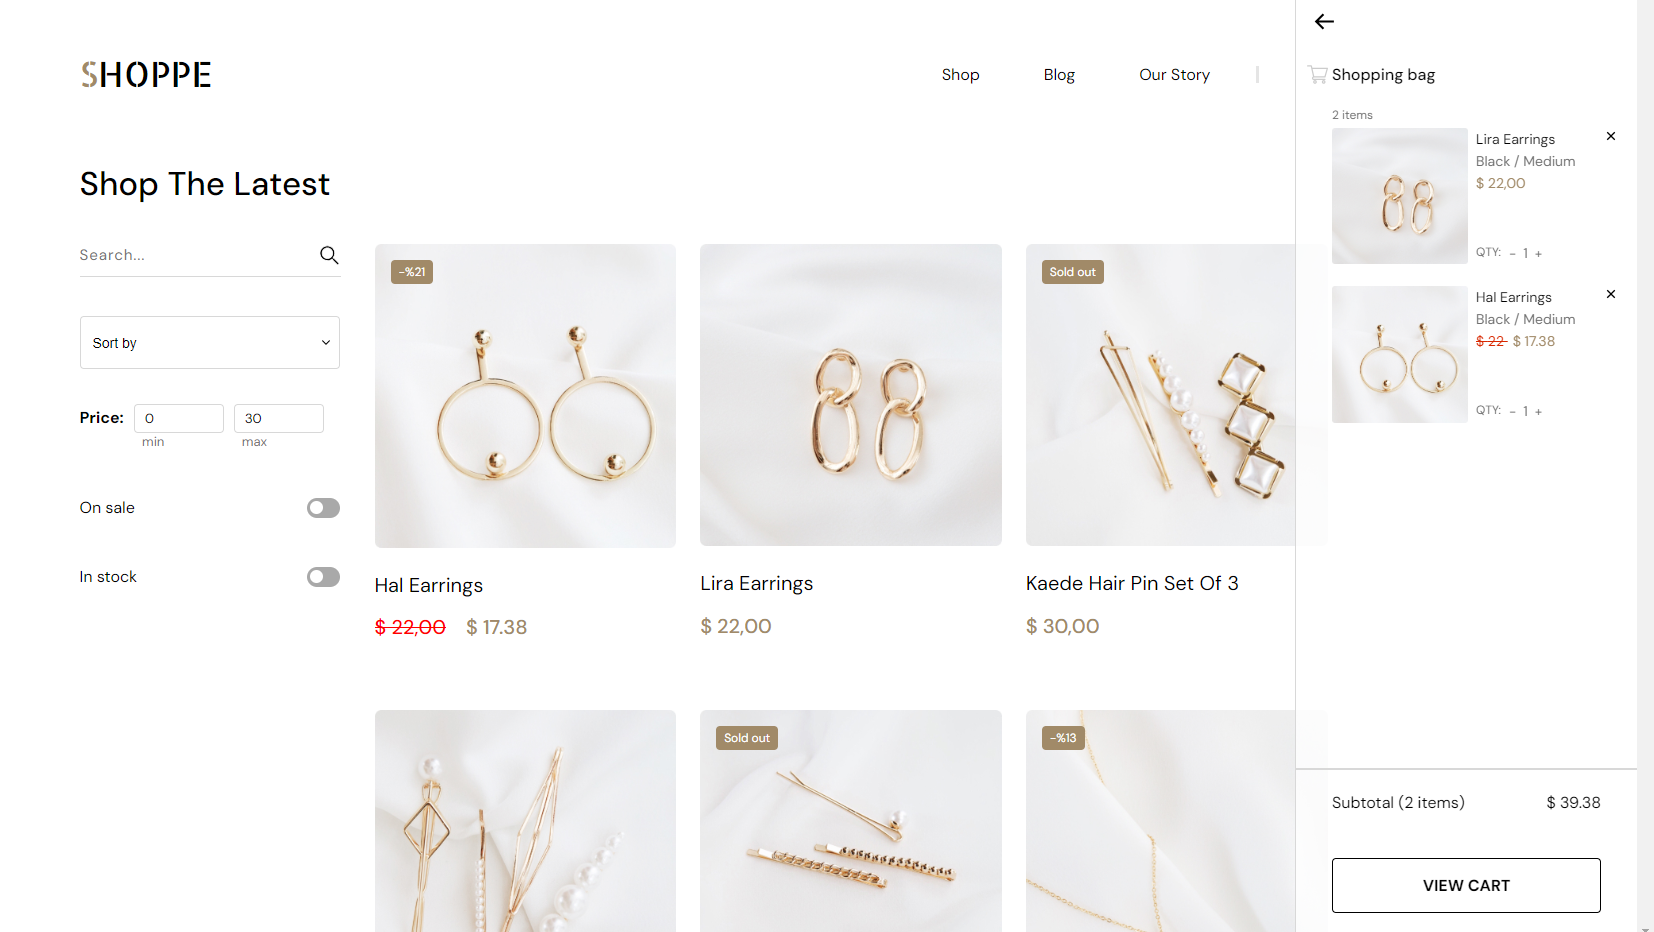 SHOPPE
Shop
Blog
Our Story
Shop The Latest
Search...
Sort by
Price:
0
30
min
max
On sale
In stock
-%21
Hal Earrings
$ 22,00 $ 17.38
Lira Earrings
$ 22,00
Sold out
Kaede Hair Pin Set Of 3
$ 30,00
Sold out
-%13
Shopping bag
2 items
Lira Earrings
Black / Medium
$ 22,00
QTY: - 1 +
Hal Earrings
Black / Medium
$ 22 $ 17.38
QTY: - 1 +
Subtotal (2 items) $ 39.38
VIEW CART